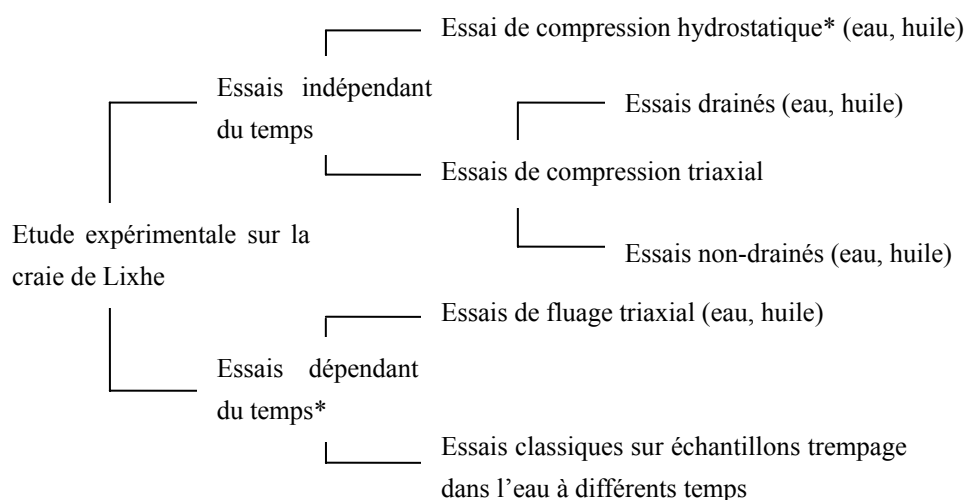 Essai de compression hydrostatique* (eau, huile)
Essais indépendant
du temps
Essais drainés (eau, huile)
Essais de compression triaxial
Etude expérimentale sur la
craie de Lixhe
Essais non-drainés (eau, huile)
Essais de fluage triaxial (eau, huile)
Essais dépendant
du temps*
Essais classiques sur échantillons trempage
dans l’eau à différents temps